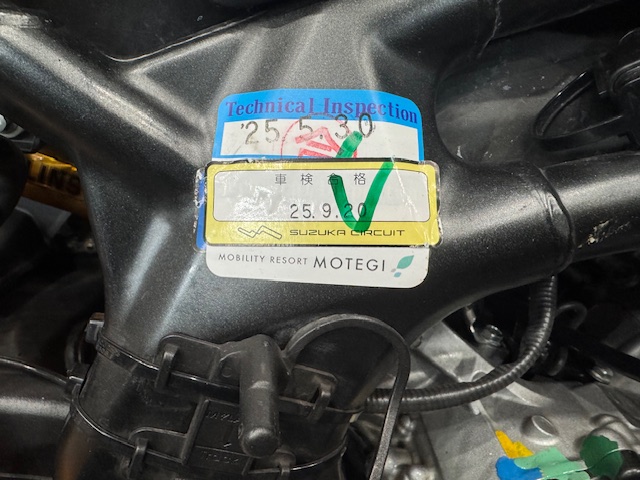 Technical Inspection
'25 5.30
車検合格
25.9.20
SUZUKA CIRCUIT
MOBILITY RESORT MOTEGI